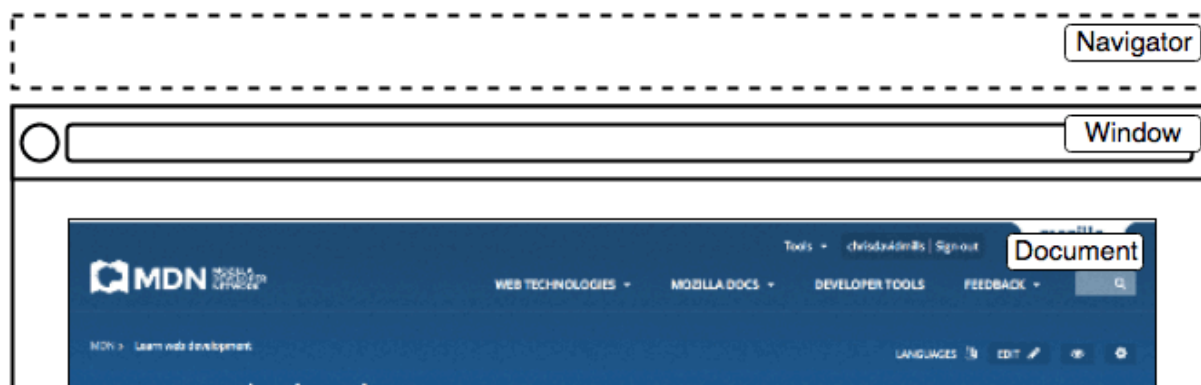 Navigator
Window
Tools chrisdavidmills | Sign out
Document
MDN
WEB TECHNOLOGIES MOZILLA DOCS DEVELOPER TOOLS FEEDBACK
MDN > Learn web development
LANGUAGES EDIT